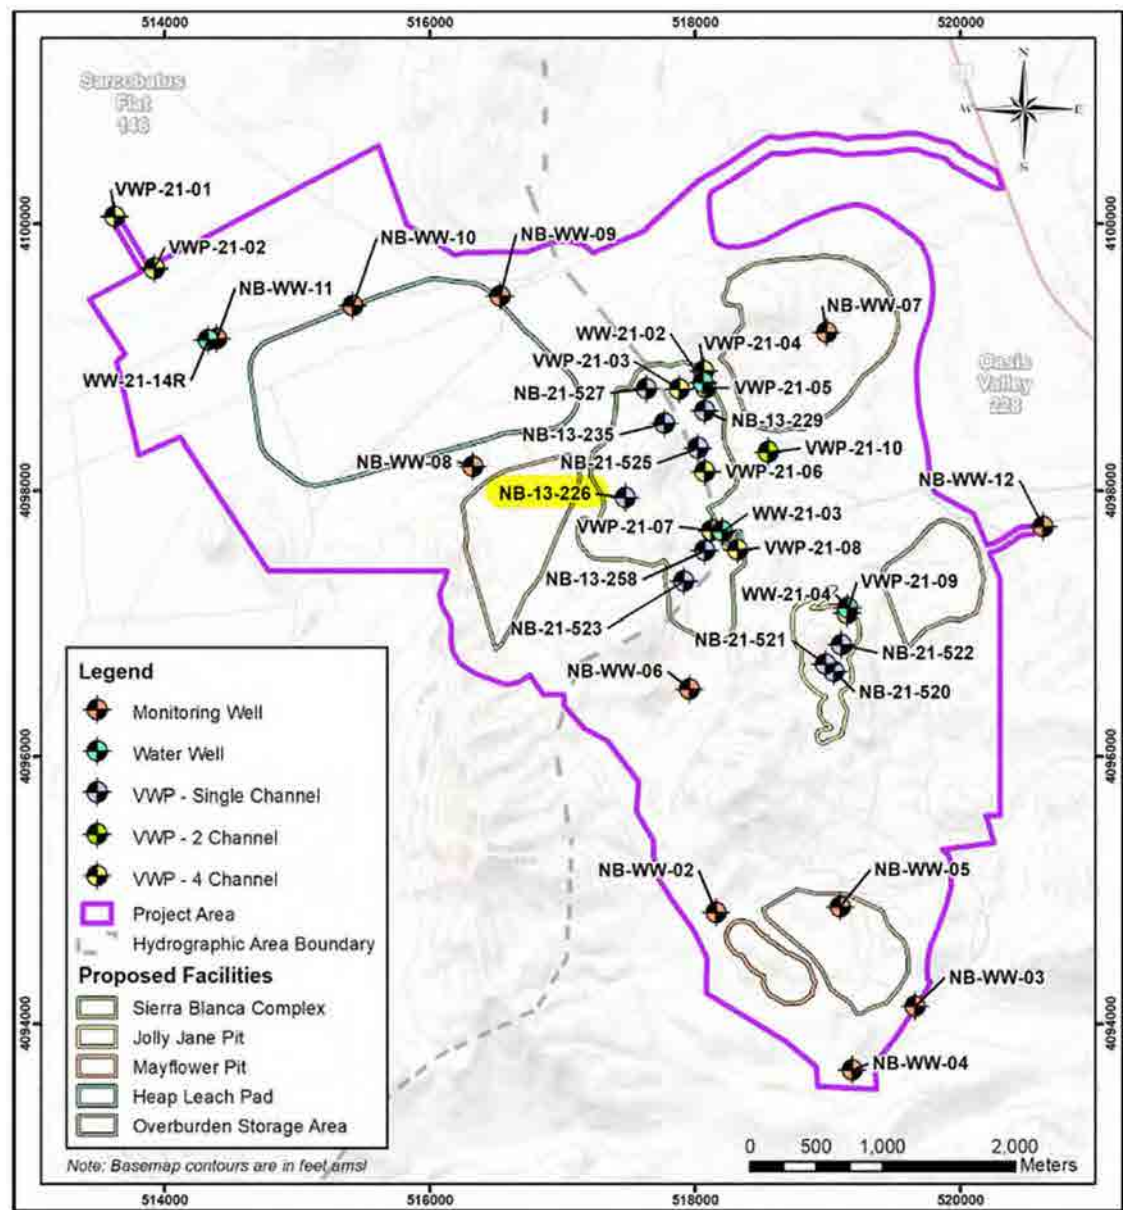 514000
516000
518000
520000
Sarcobatus
Flat
146
N
W
E
S
VWP-21-01
4100000
4100000
VWP-21-02
NB-WW-10
NB-WW-09
NB-WW-11
NB-WW-07
WW-21-02
VWP-21-04
VWP-21-03
Oasis
Valley
228
WW-21-14R
NB-21-527
VWP-21-05
NB-13-229
NB-13-235
NB-21-525
VWP-21-10
NB-WW-08
VWP-21-06
NB-WW-12
4098000
4098000
NB-13-226
VWP-21-07
WW-21-03
VWP-21-08
NB-13-258
VWP-21-09
WW-21-04
NB-21-523
NB-21-521
NB-21-522
NB-WW-06
NB-21-520
Legend
Monitoring Well
Water Well
VWP - Single Channel
VWP - 2 Channel
VWP - 4 Channel
Project Area
Hydrographic Area Boundary
Proposed Facilities
Sierra Blanca Complex
Jolly Jane Pit
Mayflower Pit
Heap Leach Pad
Overburden Storage Area
Note: Basemap contours are in feet amsl
4096000
4096000
NB-WW-02
NB-WW-05
NB-WW-03
4094000
4094000
NB-WW-04
0 500 1,000 2,000
Meters
514000
516000
518000
520000